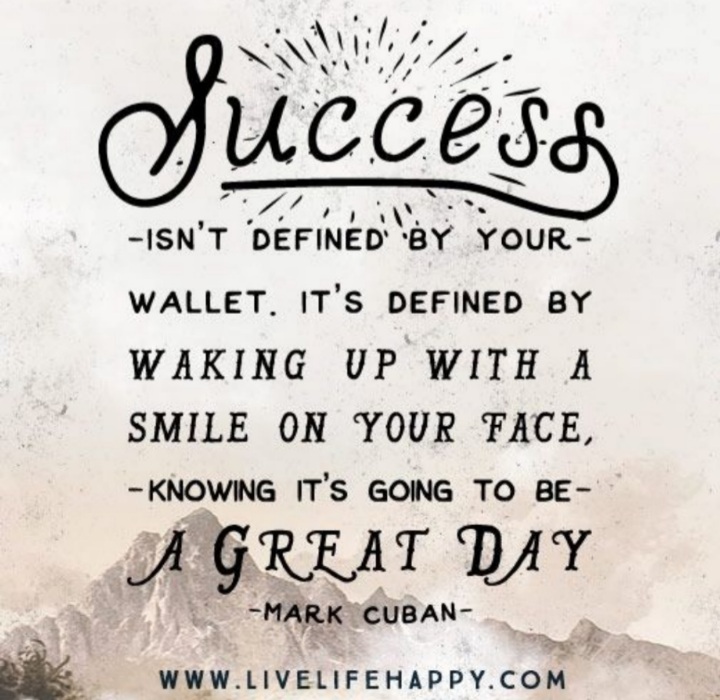 Success
-ISN'T DEFINED BY YOUR-
WALLET. IT'S DEFINED BY
WAKING UP WITH A
SMILE ON YOUR FACE,
-KNOWING IT'S GOING TO BE-
A GREAT DAY
-MARK CUBAN-
WWW.LIVELIFEHAPPY.COM